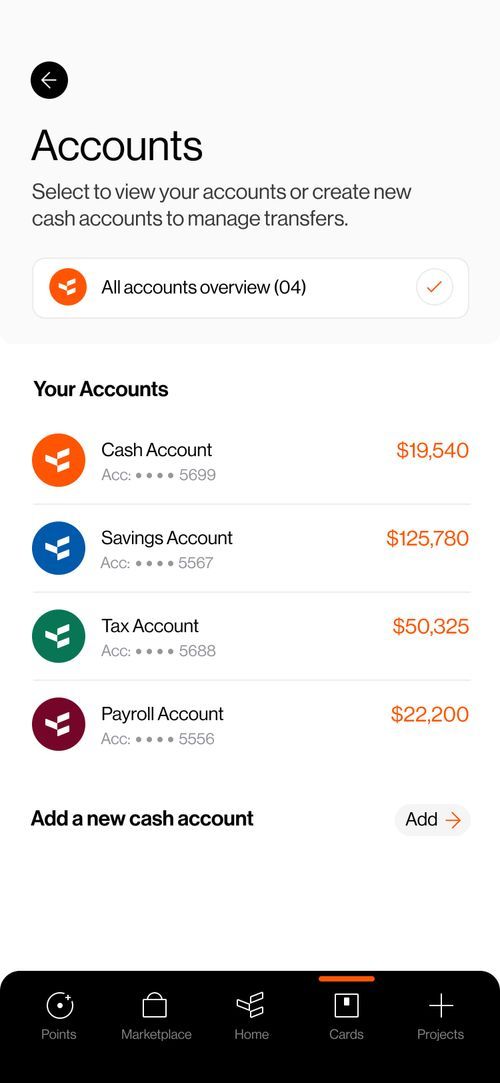 Accounts
Select to view your accounts or create new
cash accounts to manage transfers.
All accounts overview (04)
Your Accounts
Cash Account
$19,540
Acc: • • • • 5699
Savings Account
$125,780
Acc: • • • • 5567
Tax Account
$50,325
Acc: • • • • 5688
Payroll Account
$22,200
Acc: • • • • 5556
Add a new cash account
Add
Points
Marketplace
Home
Cards
Projects